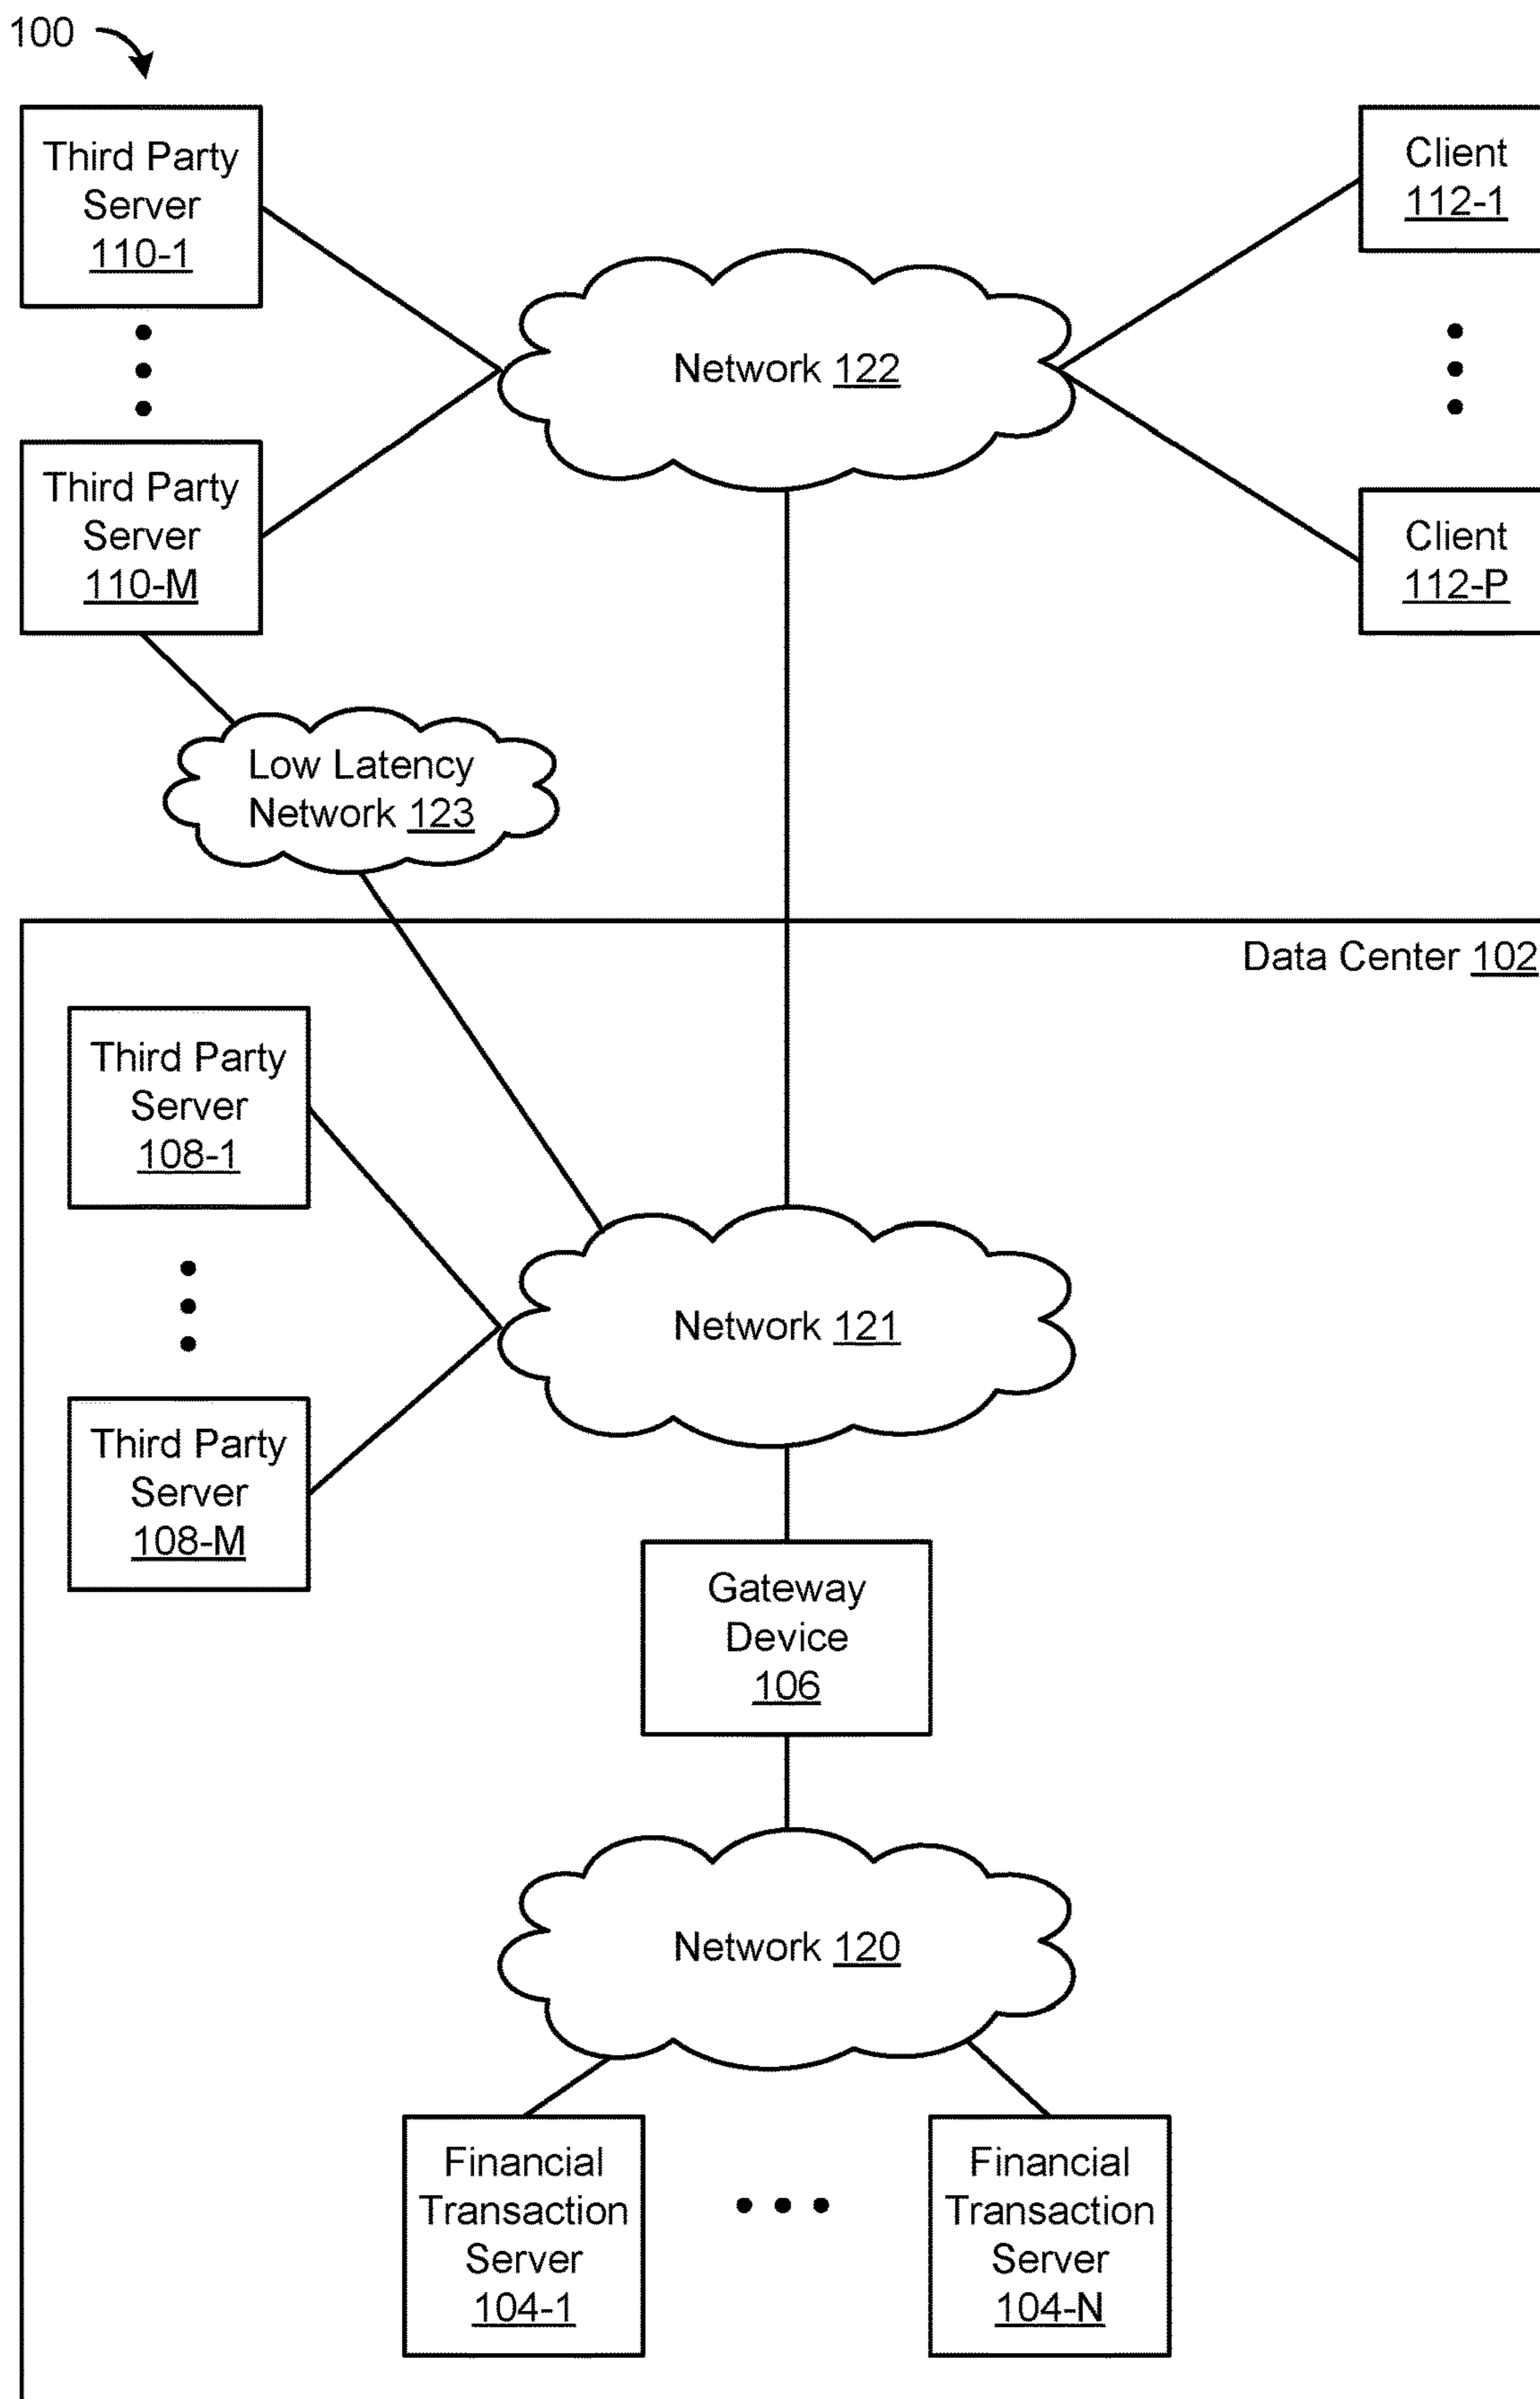 100
Third Party
Server
110-1
Client
112-1
Network 122
Third Party
Server
110-M
Client
112-P
Low Latency
Network 123
Data Center 102
Third Party
Server
108-1
Network 121
Third Party
Server
108-M
Gateway
Device
106
Network 120
Financial
Transaction
Server
104-1
Financial
Transaction
Server
104-N